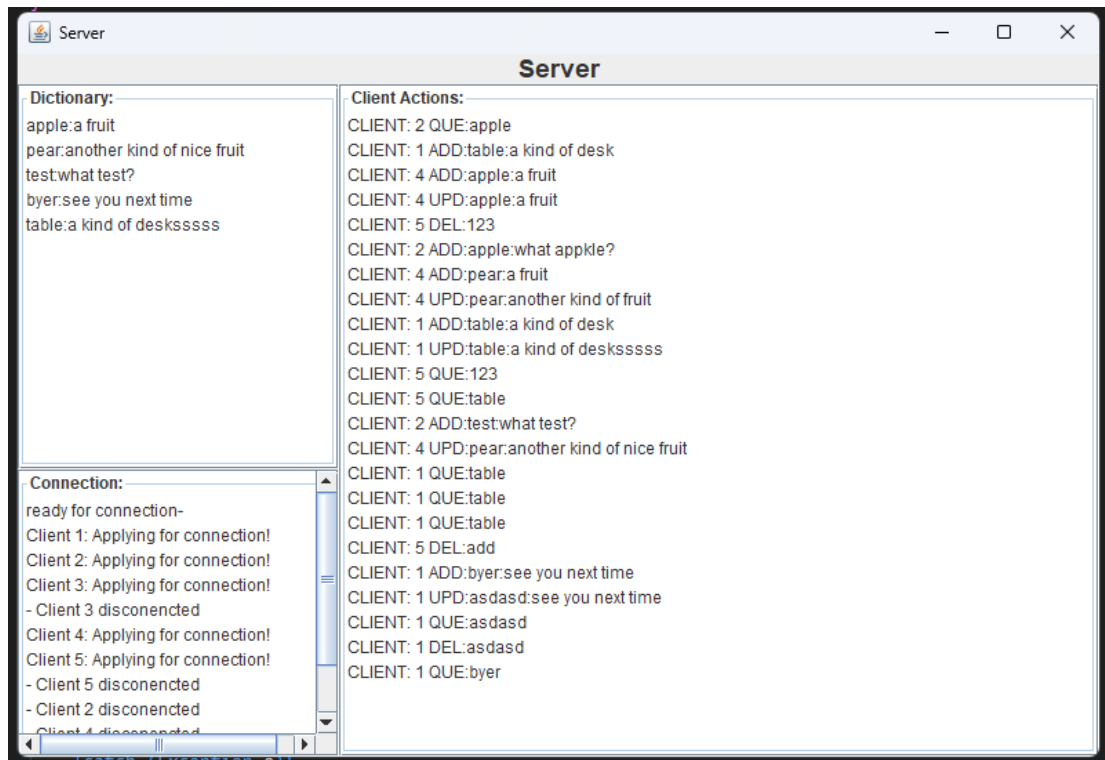 Server
Server
Dictionary:
apple:a fruit
pear:another kind of nice fruit
test:what test?
byer:see you next time
table:a kind of desksssss
Connection:
ready for connection-
Client 1: Applying for connection!
Client 2: Applying for connection!
Client 3: Applying for connection!
- Client 3 disconencted
Client 4: Applying for connection!
Client 5: Applying for connection!
- Client 5 disconencted
- Client 2 disconencted
- Client 4 disconencted
Client Actions:
CLIENT: 2 QUE:apple
CLIENT: 1 ADD:table:a kind of desk
CLIENT: 4 ADD:apple:a fruit
CLIENT: 4 UPD:apple:a fruit
CLIENT: 5 DEL:123
CLIENT: 2 ADD:apple:what appkle?
CLIENT: 4 ADD:pear:a fruit
CLIENT: 4 UPD:pear:another kind of fruit
CLIENT: 1 ADD:table:a kind of desk
CLIENT: 1 UPD:table:a kind of desksssss
CLIENT: 5 QUE:123
CLIENT: 5 QUE:table
CLIENT: 2 ADD:test:what test?
CLIENT: 4 UPD:pear:another kind of nice fruit
CLIENT: 1 QUE:table
CLIENT: 1 QUE:table
CLIENT: 1 QUE:table
CLIENT: 5 DEL:add
CLIENT: 1 ADD:byer:see you next time
CLIENT: 1 UPD:asdasd:see you next time
CLIENT: 1 QUE:asdasd
CLIENT: 1 DEL:asdasd
CLIENT: 1 QUE:byer